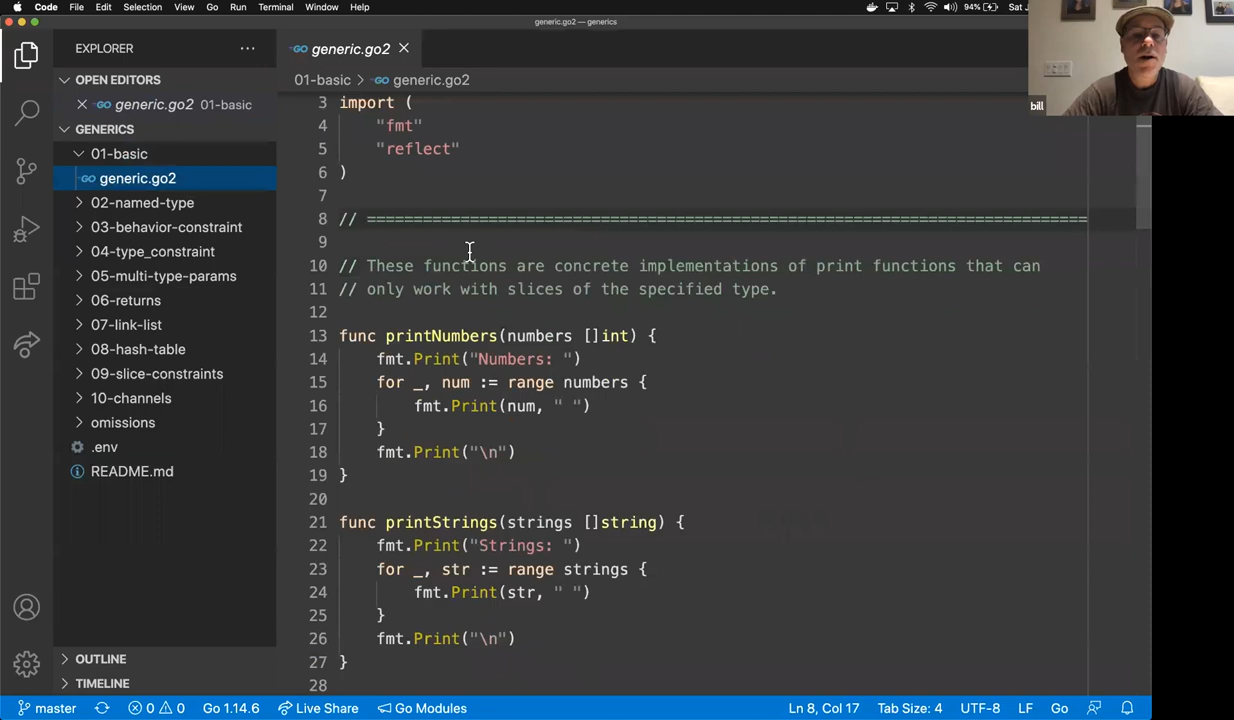 Code File Edit Selection View Go Run Terminal Window Help 94% Sat J
generic.go2 — generics
EXPLORER
generic.go2
OPEN EDITORS
01-basic > generic.go2
generic.go2 01-basic
GENERICS
01-basic
generic.go2
02-named-type
03-behavior-constraint
04-type_constraint
05-multi-type-params
06-returns
07-link-list
08-hash-table
09-slice-constraints
10-channels
omissions
.env
README.md
OUTLINE
TIMELINE
3 import (
4 "fmt"
5 "reflect"
6 )
7
8 // =============================================================================
9
10 // These functions are concrete implementations of print functions that can
11 // only work with slices of the specified type.
12
13 func printNumbers(numbers []int) {
14 fmt.Print("Numbers: ")
15 for _, num := range numbers {
16 fmt.Print(num, " ")
17 }
18 fmt.Print("\n")
19 }
20
21 func printStrings(strings []string) {
22 fmt.Print("Strings: ")
23 for _, str := range strings {
24 fmt.Print(str, " ")
25 }
26 fmt.Print("\n")
27 }
28
bill
master 0 0 Go 1.14.6 Live Share Go Modules Ln 8, Col 17 Tab Size: 4 UTF-8 LF Go